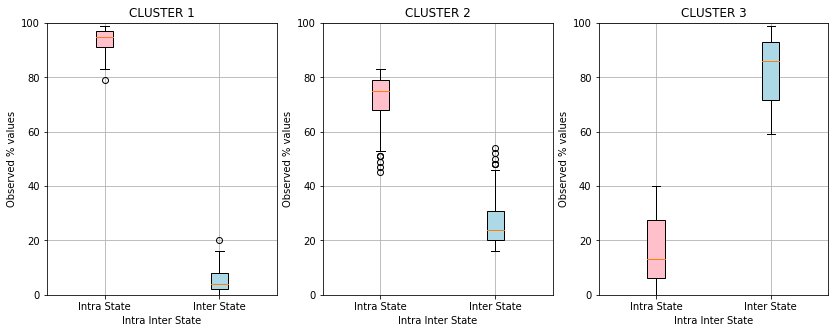 CLUSTER 1
100
80
60
40
20
0
Observed % values
Intra State
Inter State
Intra Inter State
CLUSTER 2
100
80
60
40
20
0
Observed % values
Intra State
Inter State
Intra Inter State
CLUSTER 3
100
80
60
40
20
0
Observed % values
Intra State
Inter State
Intra Inter State